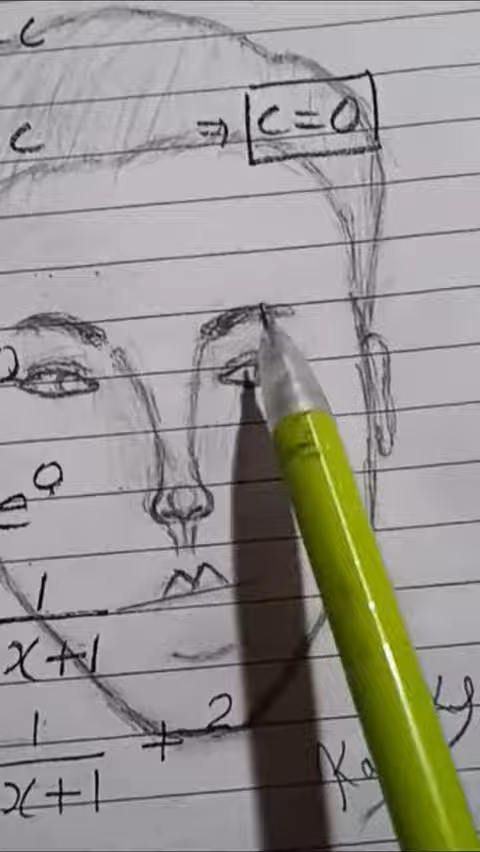 -c
c ⇒ c=0
e^0
1/(x+1)
1/(x+1) + 2
y